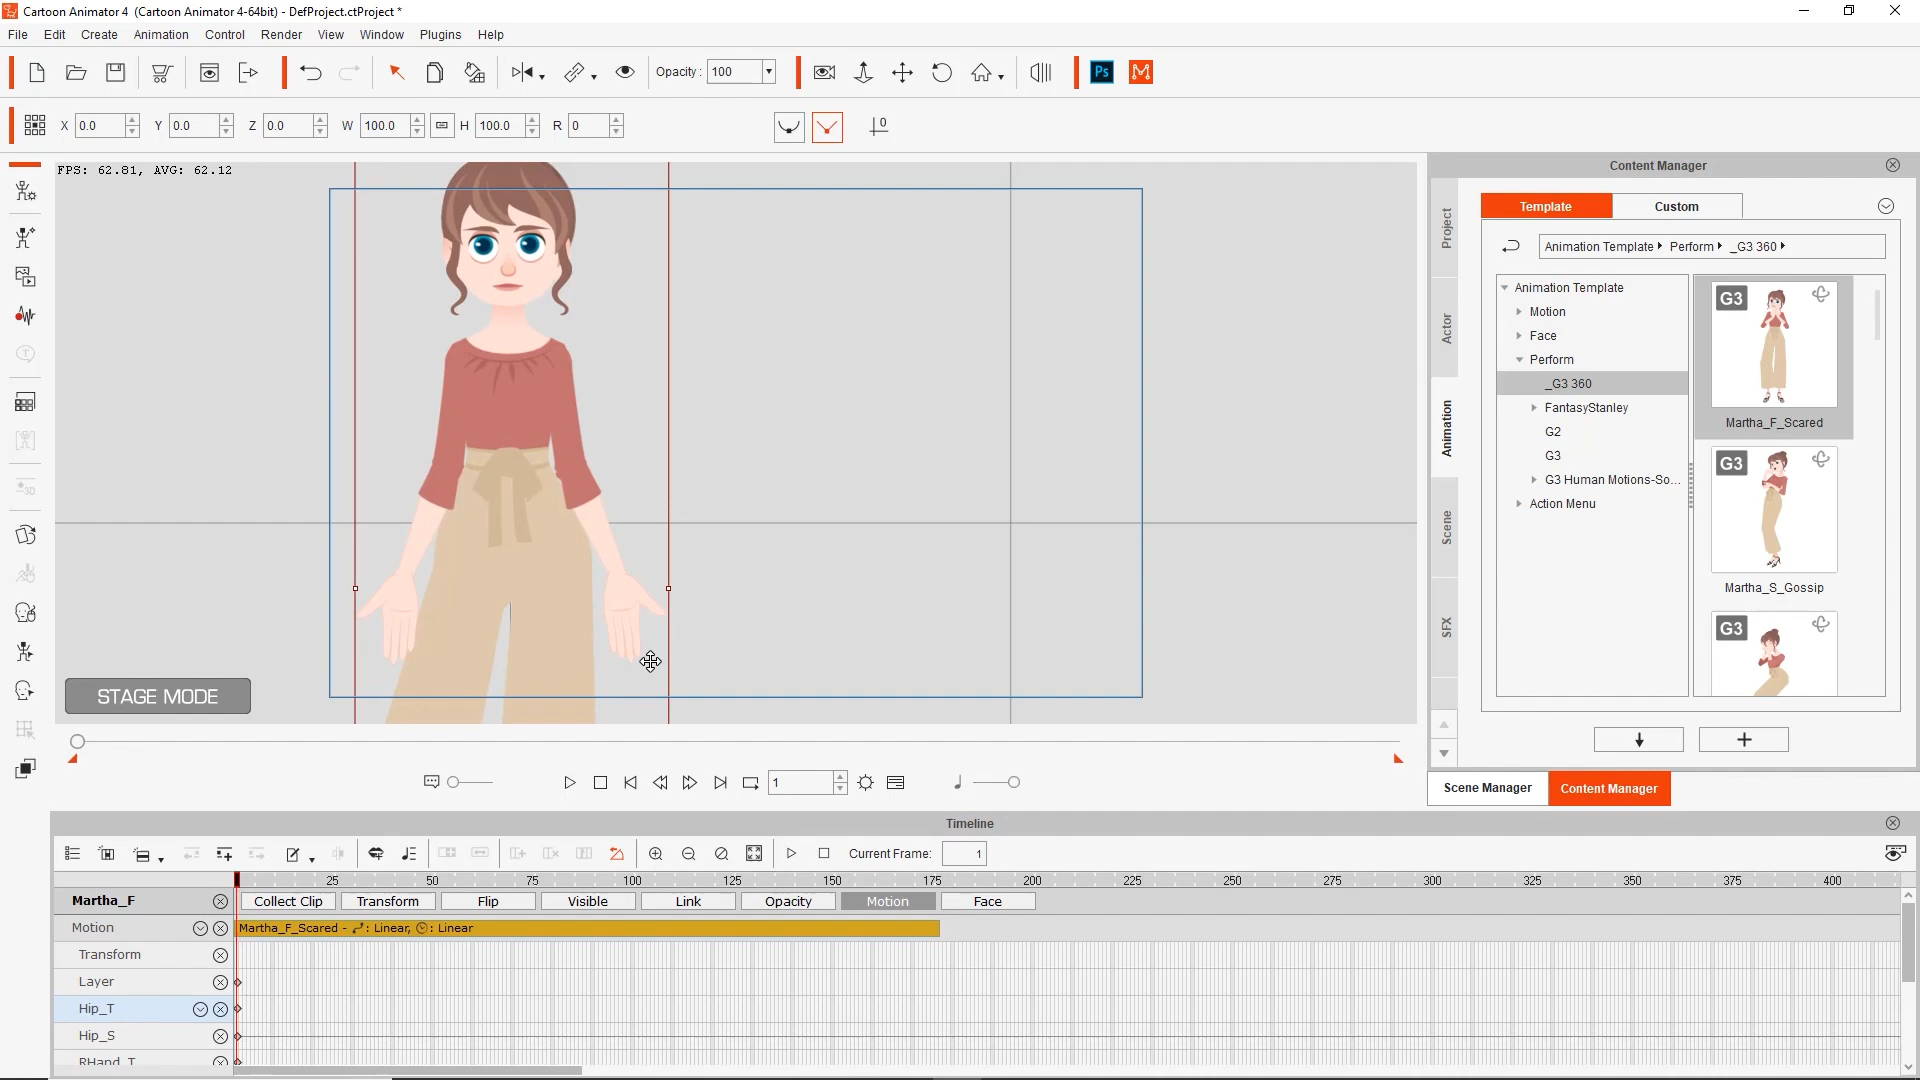 Cartoon Animator 4 (Cartoon Animator 4-64bit) - DefProject.ctProject *
File Edit Create Animation Control Render View Window Plugins Help
Opacity : 100 Ps
X 0.0 Y 0.0 Z 0.0 W 100.0 H 100.0 R 0 0
FPS: 62.81, AVG: 62.12
STAGE MODE
Content Manager
Project
Actor
Animation
Scene
SFX
Template Custom
Animation Template Perform _G3 360
Animation Template
Motion
Face
Perform
_G3 360
FantasyStanley
G2
G3
G3 Human Motions-So...
Action Menu
G3
Martha_F_Scared
G3
Martha_S_Gossip
G3
Scene Manager Content Manager
1
Timeline
Current Frame: 1
25 50 75 100 125 150 175 200 225 250 275 300 325 350 375 400
Martha_F Collect Clip Transform Flip Visible Link Opacity Motion Face
Motion Martha_F_Scared - : Linear, : Linear
Transform
Layer
Hip_T
Hip_S
RHand_T